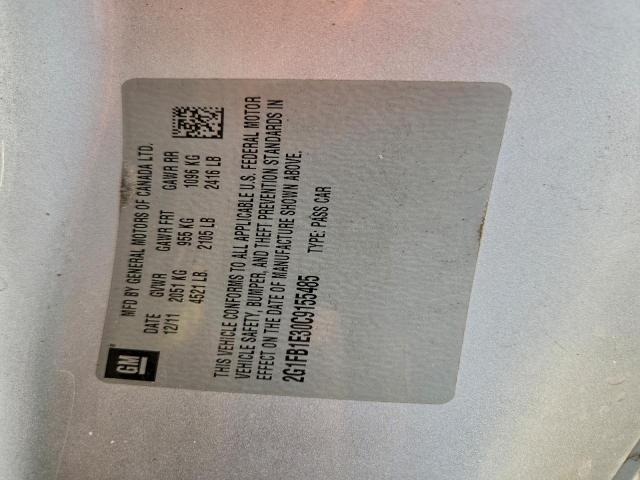 GM
MFD BY GENERAL MOTORS OF CANADA LTD.
DATE GVWR GAWR FRT GAWR RR
12/11 2051 KG 955 KG 1096 KG
4521 LB 2105 LB 2416 LB
THIS VEHICLE CONFORMS TO ALL APPLICABLE U.S. FEDERAL MOTOR
VEHICLE SAFETY, BUMPER, AND THEFT PREVENTION STANDARDS IN
EFFECT ON THE DATE OF MANUFACTURE SHOWN ABOVE.
2G1FB1E30C9155485 TYPE: PASS CAR